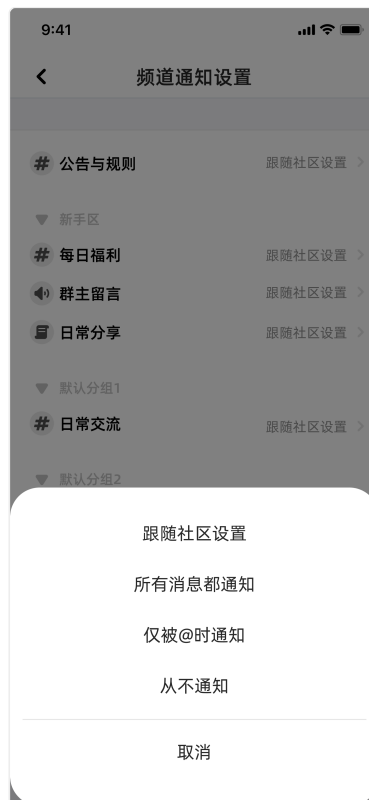 9:41
频道通知设置
# 公告与规则 跟随社区设置
新手区
# 每日福利 跟随社区设置
群主留言 跟随社区设置
日常分享 跟随社区设置
默认分组1
# 日常交流 跟随社区设置
默认分组2
跟随社区设置
所有消息都通知
仅被@时通知
从不通知
取消